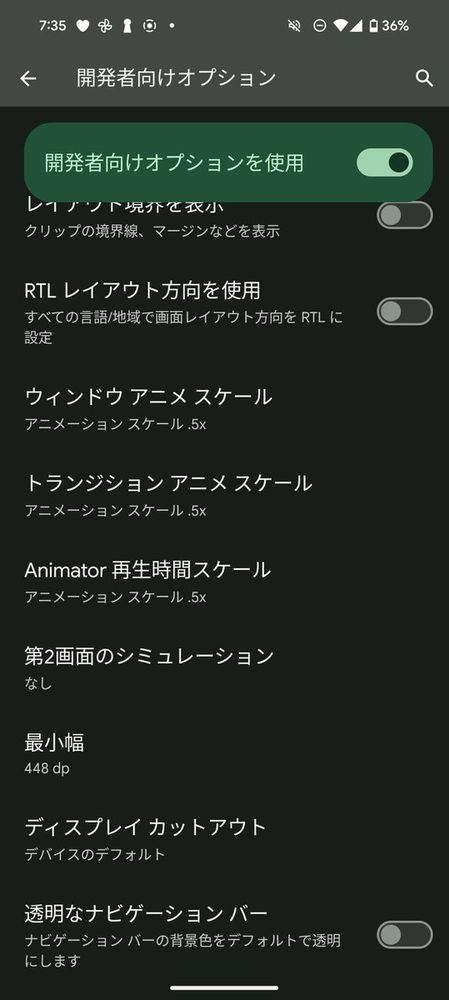 7:35
36%
開発者向けオプション
開発者向けオプションを使用
レイアウト境界を表示
クリップの境界線、マージンなどを表示
RTL レイアウト方向を使用
すべての言語/地域で画面レイアウト方向を RTL に
設定
ウィンドウ アニメ スケール
アニメーション スケール .5x
トランジション アニメ スケール
アニメーション スケール .5x
Animator 再生時間スケール
アニメーション スケール .5x
第2画面のシミュレーション
なし
最小幅
448 dp
ディスプレイ カットアウト
デバイスのデフォルト
透明なナビゲーション バー
ナビゲーション バーの背景色をデフォルトで透明
にします